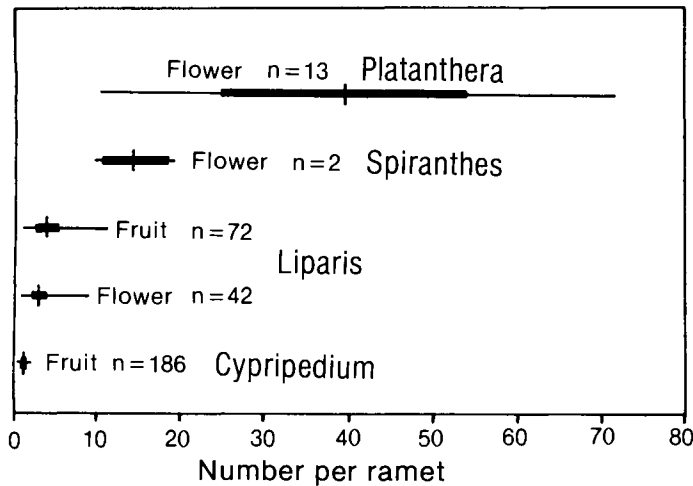 Flower n=13 Platanthera
Flower n=2 Spiranthes
Fruit n=72
Liparis
Flower n=42
Fruit n=186 Cypripedium
0 10 20 30 40 50 60 70 80
Number per ramet